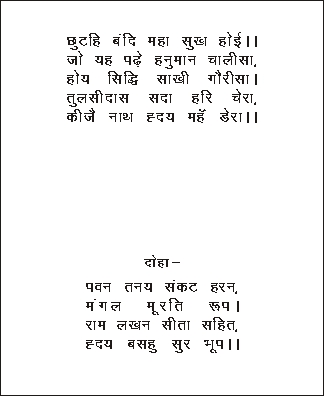 छुटहि बंदि महा सुख होई।।
जो यह पढ़े हनुमान चालीसा,
होय सिद्धि साखी गौरीसा।
तुलसीदास सदा हरि चेरा,
कीजै नाथ ह्दय महँ डेरा।।
दोहा–
पवन तनय संकट हरन,
मंगल मूरति रूप।
राम लखन सीता सहित,
ह्दय बसहु सुर भूप।।